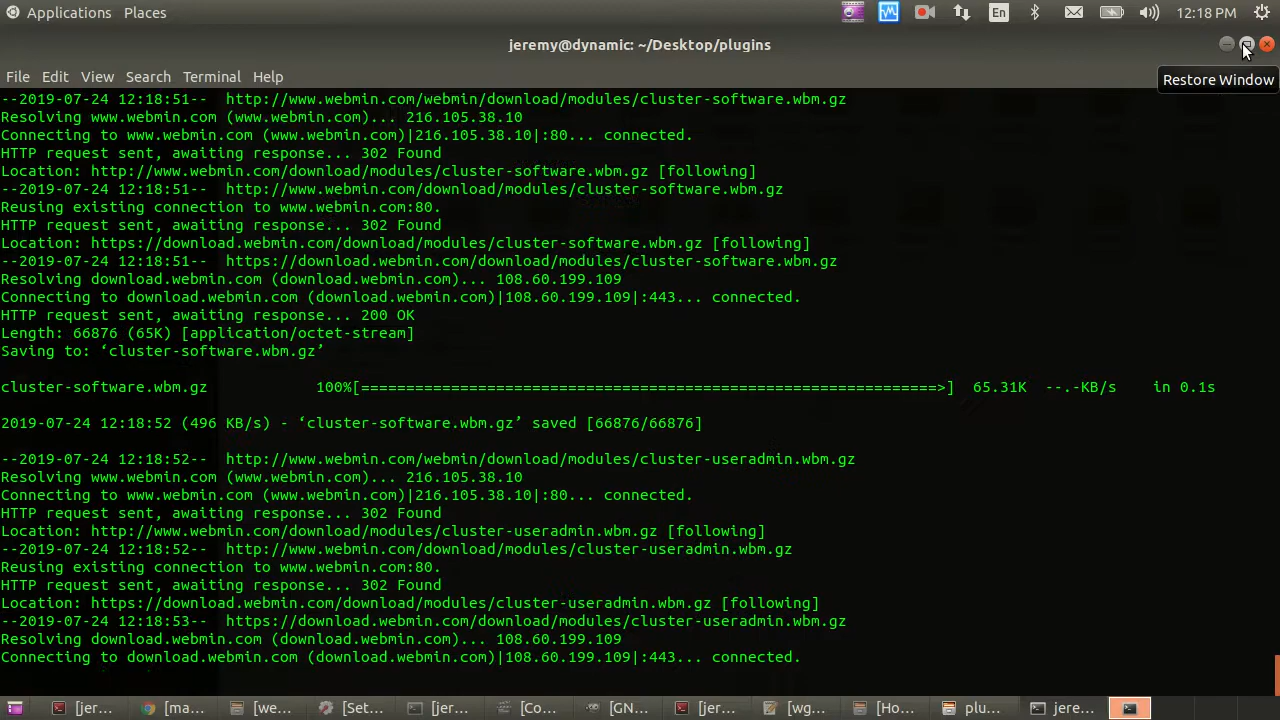 Applications Places En 12:18 PM
jeremy@dynamic: ~/Desktop/plugins
File Edit View Search Terminal Help
Restore Window
--2019-07-24 12:18:51-- http://www.webmin.com/webmin/download/modules/cluster-software.wbm.gz
Resolving www.webmin.com (www.webmin.com)... 216.105.38.10
Connecting to www.webmin.com (www.webmin.com)|216.105.38.10|:80... connected.
HTTP request sent, awaiting response... 302 Found
Location: http://www.webmin.com/download/modules/cluster-software.wbm.gz [following]
--2019-07-24 12:18:51-- http://www.webmin.com/download/modules/cluster-software.wbm.gz
Reusing existing connection to www.webmin.com:80.
HTTP request sent, awaiting response... 302 Found
Location: https://download.webmin.com/download/modules/cluster-software.wbm.gz [following]
--2019-07-24 12:18:51-- https://download.webmin.com/download/modules/cluster-software.wbm.gz
Resolving download.webmin.com (download.webmin.com)... 108.60.199.109
Connecting to download.webmin.com (download.webmin.com)|108.60.199.109|:443... connected.
HTTP request sent, awaiting response... 200 OK
Length: 66876 (65K) [application/octet-stream]
Saving to: ‘cluster-software.wbm.gz’
cluster-software.wbm.gz 100%[================================================================>] 65.31K --.-KB/s in 0.1s
2019-07-24 12:18:52 (496 KB/s) - ‘cluster-software.wbm.gz’ saved [66876/66876]
--2019-07-24 12:18:52-- http://www.webmin.com/webmin/download/modules/cluster-useradmin.wbm.gz
Resolving www.webmin.com (www.webmin.com)... 216.105.38.10
Connecting to www.webmin.com (www.webmin.com)|216.105.38.10|:80... connected.
HTTP request sent, awaiting response... 302 Found
Location: http://www.webmin.com/download/modules/cluster-useradmin.wbm.gz [following]
--2019-07-24 12:18:52-- http://www.webmin.com/download/modules/cluster-useradmin.wbm.gz
Reusing existing connection to www.webmin.com:80.
HTTP request sent, awaiting response... 302 Found
Location: https://download.webmin.com/download/modules/cluster-useradmin.wbm.gz [following]
--2019-07-24 12:18:53-- https://download.webmin.com/download/modules/cluster-useradmin.wbm.gz
Resolving download.webmin.com (download.webmin.com)... 108.60.199.109
Connecting to download.webmin.com (download.webmin.com)|108.60.199.109|:443... connected.
[jer... [ma... [we... [Set... [jer... [Co... [GN... [jer... [wg... [Ho... plu... jere...